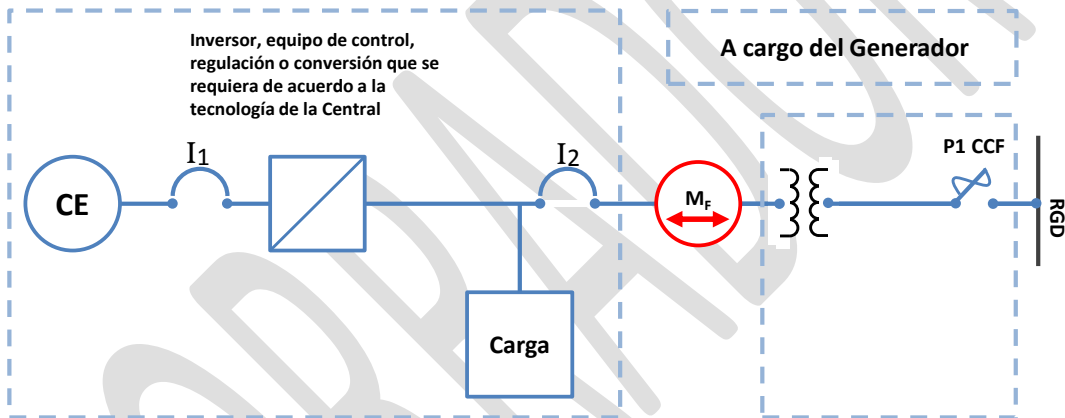 Inversor, equipo de control,
regulación o conversión que se
requiera de acuerdo a la
tecnología de la Central
A cargo del Generador
I1
I2
P1 CCF
CE
MF
RGD
Carga